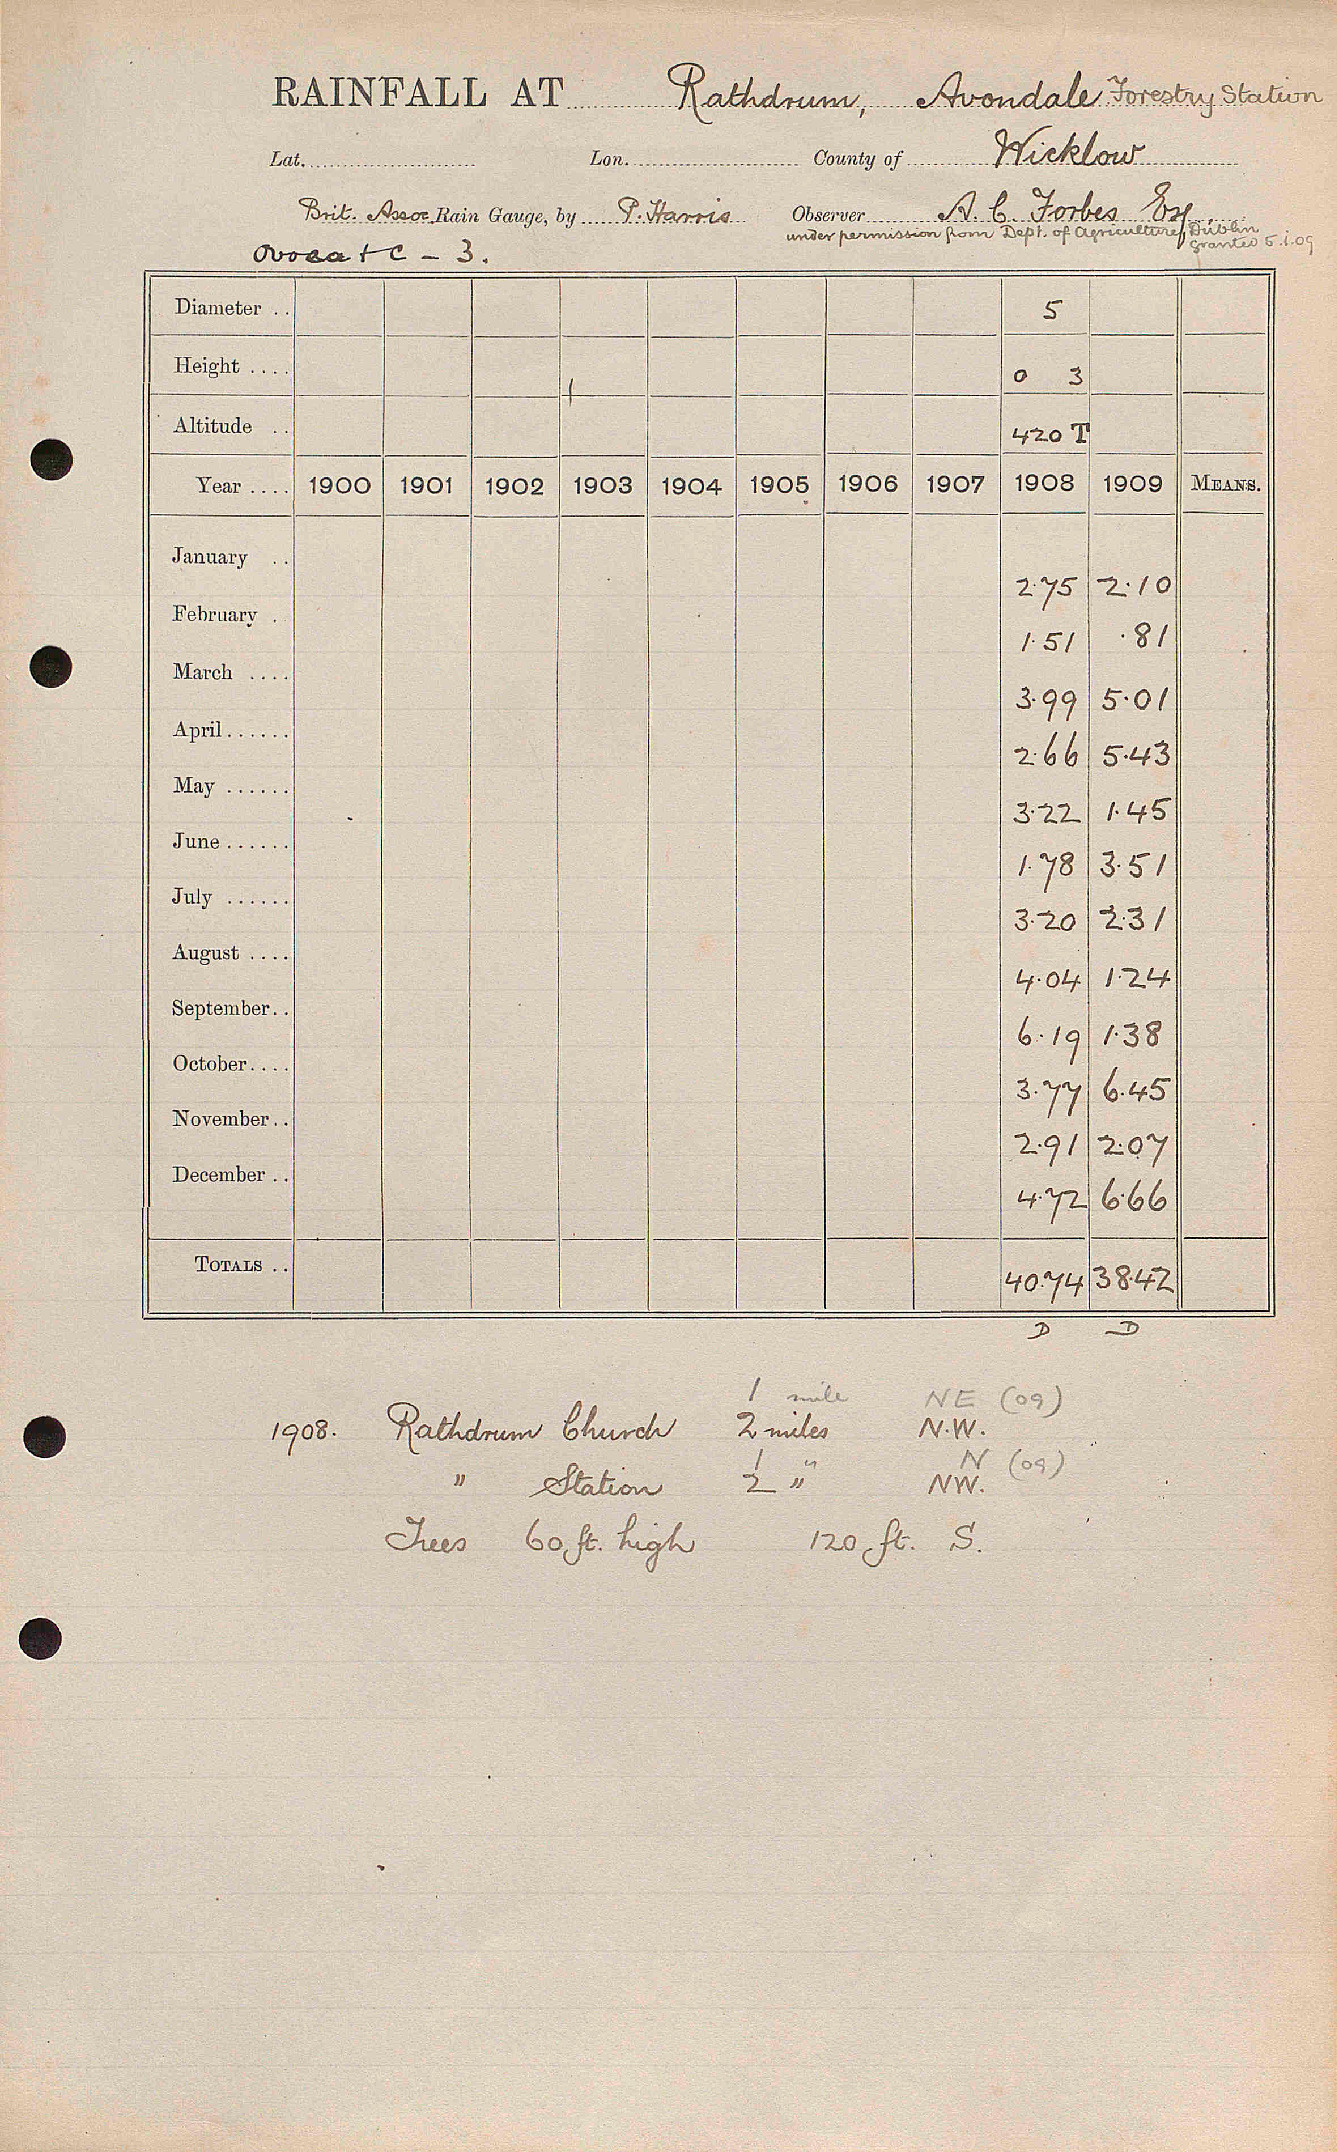 RAINFALL AT Rathdrum, Avondale Forestry Station
Lat. Lon. County of Wicklow
Brit. Assoc. Rain Gauge, by P. Harris Observer A. C. Forbes Esq
under permission from Dept. of Agriculture, Dublin
granted 5.1.09
Ovoca + C – 3.
Diameter .. 5
Height .... 0 3
Altitude .. 420 T
Year .... 1900 1901 1902 1903 1904 1905 1906 1907 1908 1909 MEANS.
January .. 2.75 2.10
February . 1.51 .81
March .... 3.99 5.01
April...... 2.66 5.43
May ...... 3.22 1.45
June...... 1.78 3.51
July ...... 3.20 2.31
August .... 4.04 1.24
September.. 6.19 1.38
October.... 3.77 6.45
November.. 2.91 2.07
December .. 4.72 6.66
TOTALS .. 40.74 38.42
D D
1 mile NE (09)
1908. Rathdrum Church 2 miles N.W.
1 " N (09)
" Station 2 " NW.
Trees 60 ft. high 120 ft. S.